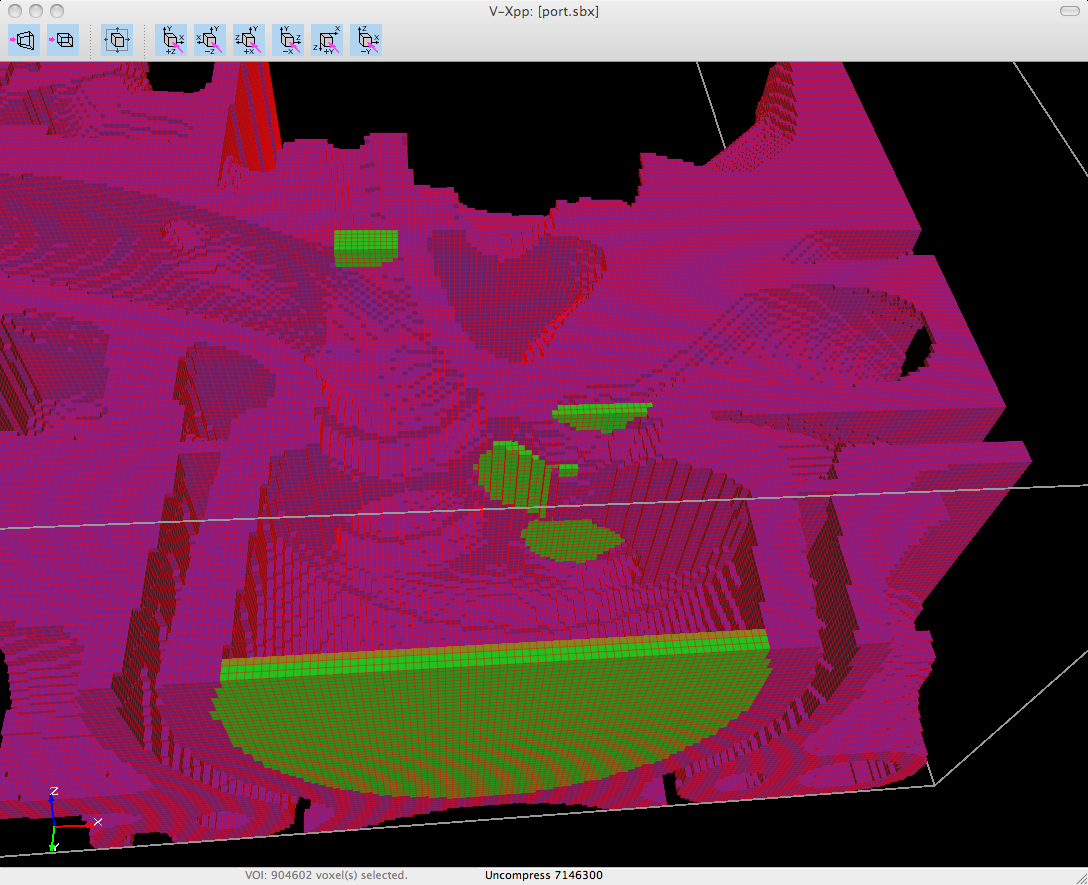 V-Xpp: [port.sbx]
Y X +Z
Y X -Z
Y Z +X
Y Z -X
X Z +Y
Z X -Y
Z
X
Y
VOI: 904602 voxel(s) selected.
Uncompress 7146300